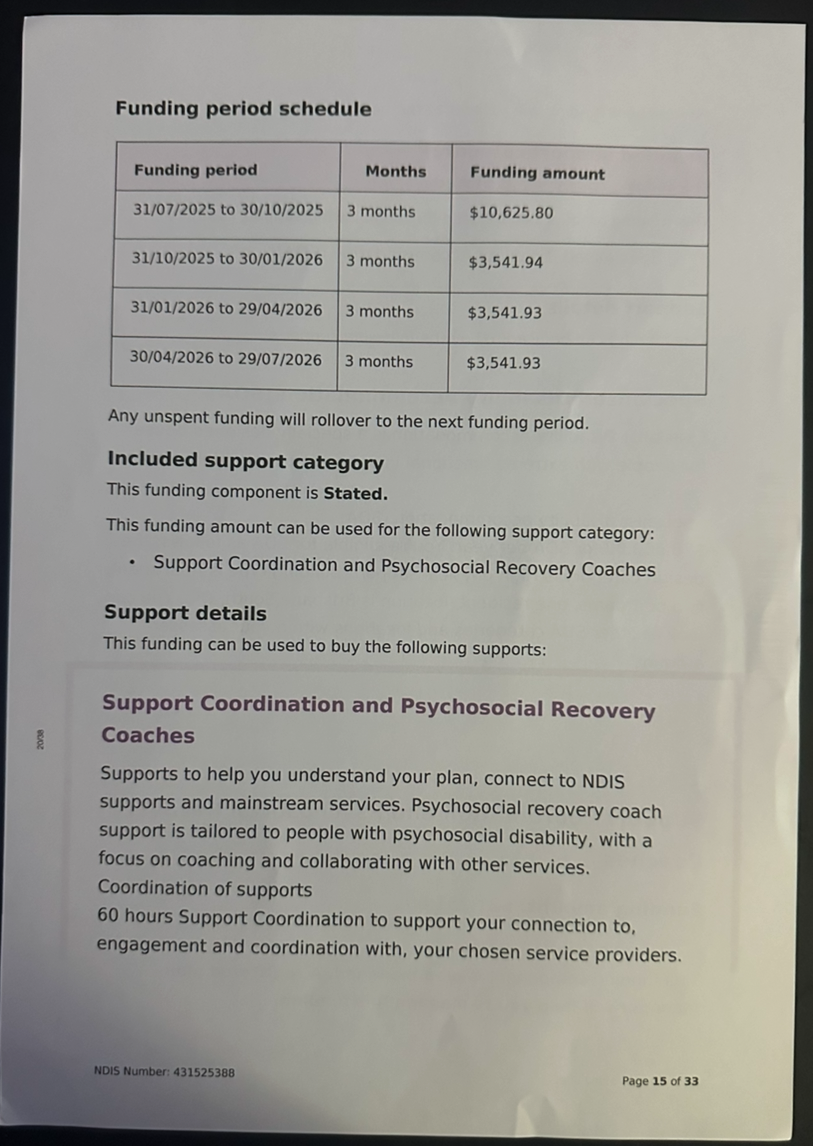 Funding period schedule
Funding period Months Funding amount
31/07/2025 to 30/10/2025 3 months $10,625.80
31/10/2025 to 30/01/2026 3 months $3,541.94
31/01/2026 to 29/04/2026 3 months $3,541.93
30/04/2026 to 29/07/2026 3 months $3,541.93
Any unspent funding will rollover to the next funding period.
Included support category
This funding component is Stated.
This funding amount can be used for the following support category:
• Support Coordination and Psychosocial Recovery Coaches
Support details
This funding can be used to buy the following supports:
Support Coordination and Psychosocial Recovery
Coaches
Supports to help you understand your plan, connect to NDIS
supports and mainstream services. Psychosocial recovery coach
support is tailored to people with psychosocial disability, with a
focus on coaching and collaborating with other services.
Coordination of supports
60 hours Support Coordination to support your connection to,
engagement and coordination with, your chosen service providers.
20/38
NDIS Number: 431525388
Page 15 of 33